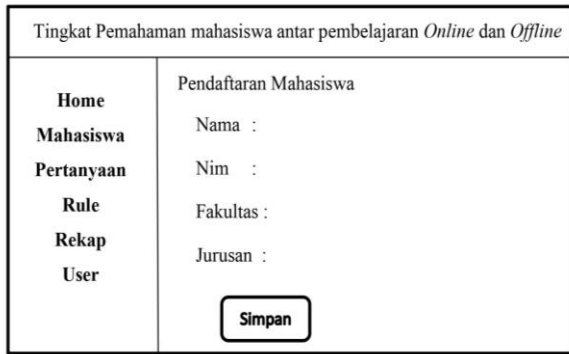 Tingkat Pemahaman mahasiswa antar pembelajaran Online dan Offline
Home
Mahasiswa
Pertanyaan
Rule
Rekap
User
Pendaftaran Mahasiswa
Nama :
Nim :
Fakultas :
Jurusan :
Simpan